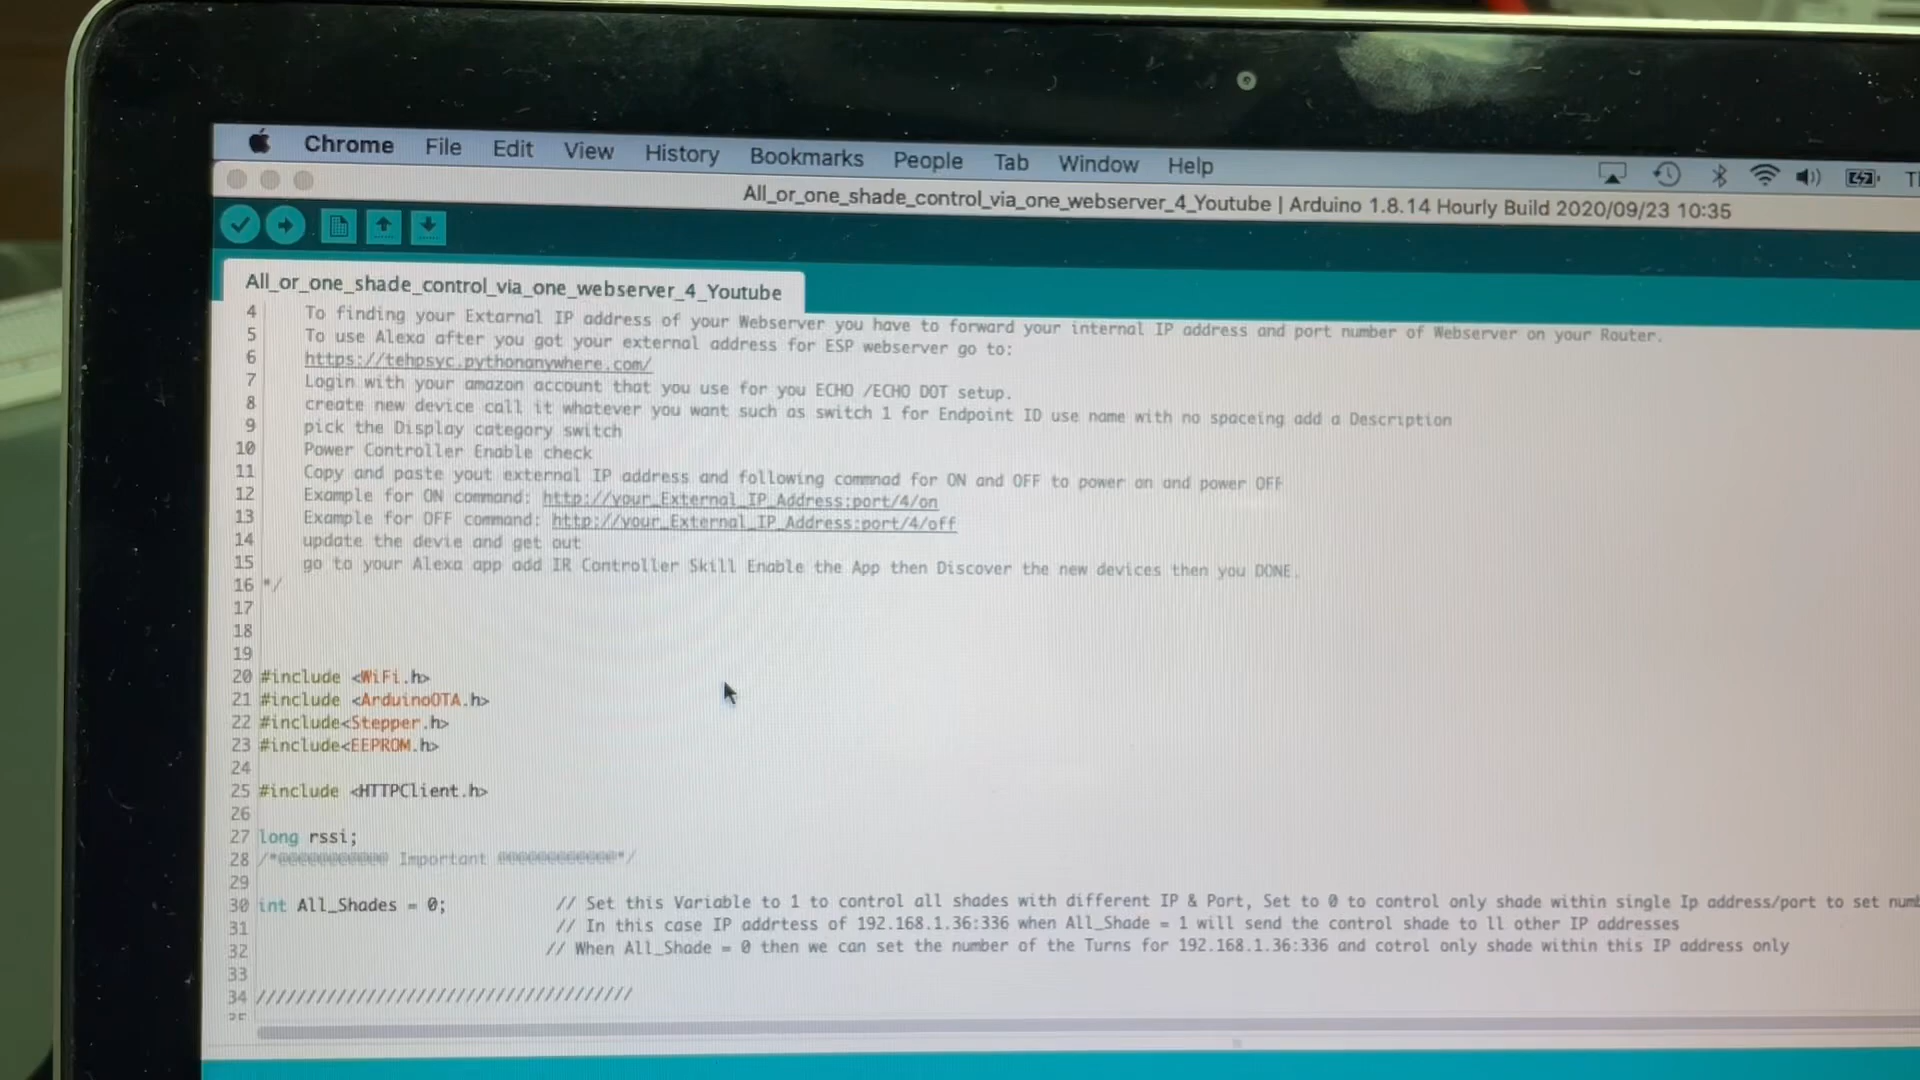 Chrome File Edit View History Bookmarks People Tab Window Help
All_or_one_shade_control_via_one_webserver_4_Youtube | Arduino 1.8.14 Hourly Build 2020/09/23 10:35
All_or_one_shade_control_via_one_webserver_4_Youtube
4 To finding your Extarnal IP address of your Webserver you have to forward your internal IP address and port number of Webserver on your Router.
5 To use Alexa after you got your external address for ESP webserver go to:
6 https://tehpsyc.pythonanywhere.com/
7 Login with your amazon account that you use for you ECHO /ECHO DOT setup.
8 create new device call it whatever you want such as switch 1 for Endpoint ID use name with no spaceing add a Description
9 pick the Display category switch
10 Power Controller Enable check
11 Copy and paste yout external IP address and following commnad for ON and OFF to power on and power OFF
12 Example for ON command: http://your_External_IP_Address:port/4/on
13 Example for OFF command: http://your_External_IP_Address:port/4/off
14 update the devie and get out
15 go to your Alexa app add IR Controller Skill Enable the App then Discover the new devices then you DONE.
16 */
17
18
19
20 #include <WiFi.h>
21 #include <ArduinoOTA.h>
22 #include<Stepper.h>
23 #include<EEPROM.h>
24
25 #include <HTTPClient.h>
26
27 long rssi;
28 /*@@@@@@@@@@@ Important @@@@@@@@@@@@*/
29
30 int All_Shades = 0; // Set this Variable to 1 to control all shades with different IP & Port, Set to 0 to control only shade within single Ip address/port to set
31 // In this case IP addrtess of 192.168.1.36:336 when All_Shade = 1 will send the control shade to ll other IP addresses
32 // When All_Shade = 0 then we can set the number of the Turns for 192.168.1.36:336 and cotrol only shade within this IP address only
33
34 //////////////////////////////////////